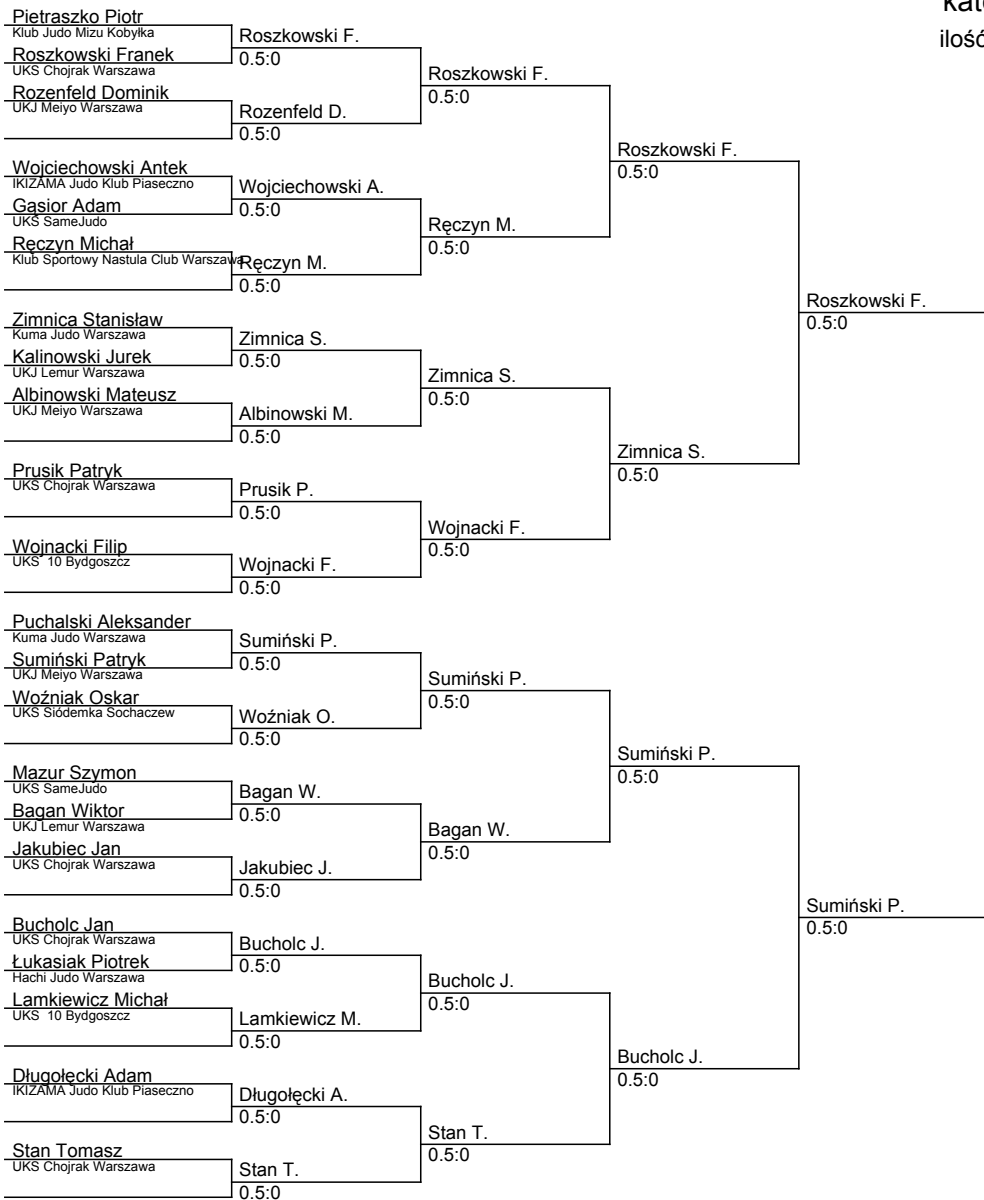 kate
ilość
Pietraszko Piotr
Klub Judo Mizu Kobyłka
Roszkowski Franek
UKS Chojrak Warszawa
Rozenfeld Dominik
UKJ Meiyo Warszawa
Wojciechowski Antek
IKIZAMA Judo Klub Piaseczno
Gąsior Adam
UKS SameJudo
Ręczyn Michał
Klub Sportowy Nastula Club Warszawa
Zimnica Stanisław
Kuma Judo Warszawa
Kalinowski Jurek
UKJ Lemur Warszawa
Albinowski Mateusz
UKJ Meiyo Warszawa
Prusik Patryk
UKS Chojrak Warszawa
Wojnacki Filip
UKS 10 Bydgoszcz
Puchalski Aleksander
Kuma Judo Warszawa
Sumiński Patryk
UKJ Meiyo Warszawa
Woźniak Oskar
UKS Siódemka Sochaczew
Mazur Szymon
UKS SameJudo
Bagan Wiktor
UKJ Lemur Warszawa
Jakubiec Jan
UKS Chojrak Warszawa
Bucholc Jan
UKS Chojrak Warszawa
Łukasiak Piotrek
Hachi Judo Warszawa
Lamkiewicz Michał
UKS 10 Bydgoszcz
Długołęcki Adam
IKIZAMA Judo Klub Piaseczno
Stan Tomasz
UKS Chojrak Warszawa
Roszkowski F.
0.5:0
Rozenfeld D.
0.5:0
Wojciechowski A.
0.5:0
Ręczyn M.
0.5:0
Zimnica S.
0.5:0
Albinowski M.
0.5:0
Prusik P.
0.5:0
Wojnacki F.
0.5:0
Sumiński P.
0.5:0
Woźniak O.
0.5:0
Bagan W.
0.5:0
Jakubiec J.
0.5:0
Bucholc J.
0.5:0
Lamkiewicz M.
0.5:0
Długołęcki A.
0.5:0
Stan T.
0.5:0
Roszkowski F.
0.5:0
Ręczyn M.
0.5:0
Zimnica S.
0.5:0
Wojnacki F.
0.5:0
Sumiński P.
0.5:0
Bagan W.
0.5:0
Bucholc J.
0.5:0
Stan T.
0.5:0
Roszkowski F.
0.5:0
Zimnica S.
0.5:0
Sumiński P.
0.5:0
Bucholc J.
0.5:0
Roszkowski F.
0.5:0
Sumiński P.
0.5:0